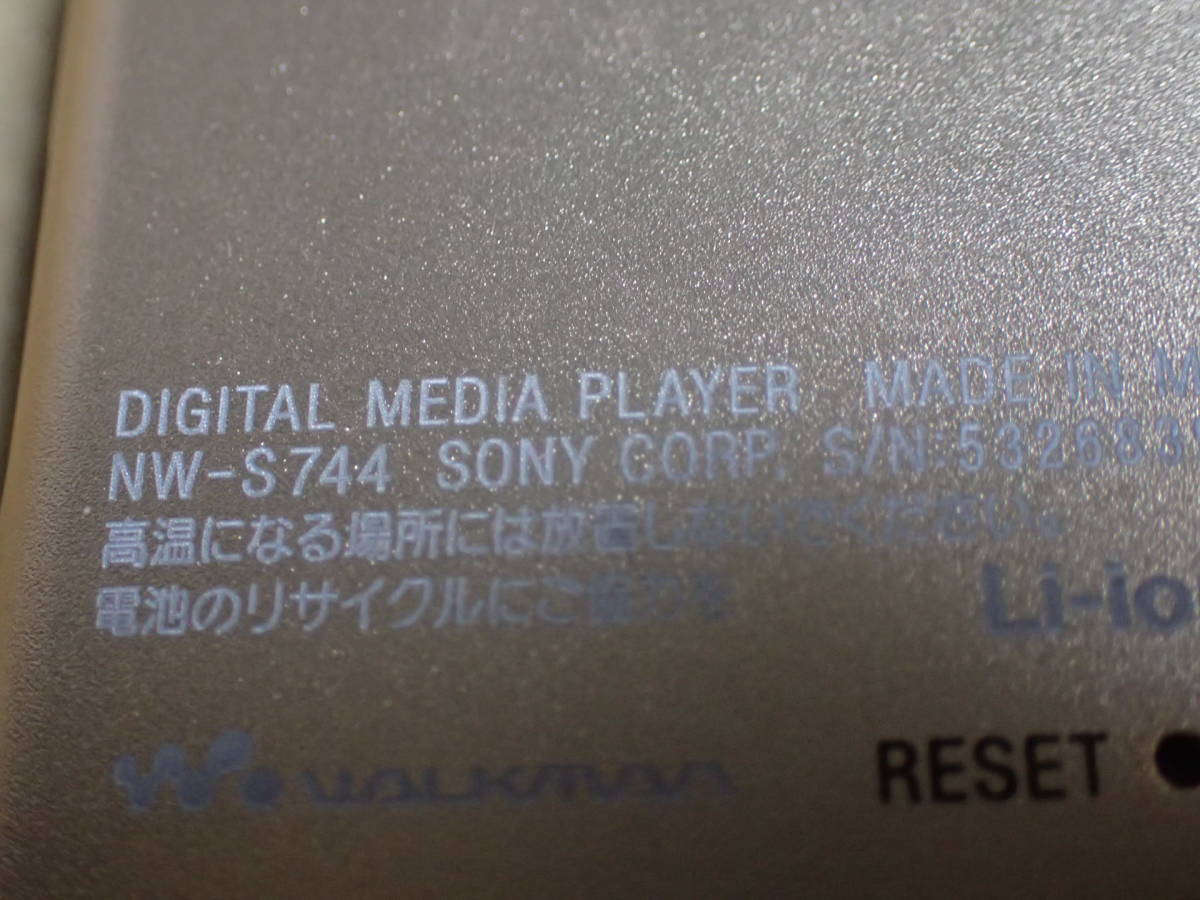 DIGITAL MEDIA PLAYER MADE IN M
NW-S744 SONY CORP. S/N:532683
高温になる場所には放置しないでください。
電池のリサイクルにご協力を
Li-io
WALKMAN
RESET